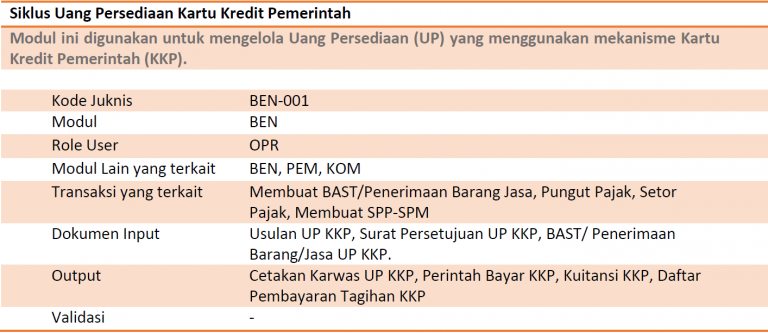 Siklus Uang Persediaan Kartu Kredit Pemerintah
Modul ini digunakan untuk mengelola Uang Persediaan (UP) yang menggunakan mekanisme Kartu
Kredit Pemerintah (KKP).
Kode Juknis BEN-001
Modul BEN
Role User OPR
Modul Lain yang terkait BEN, PEM, KOM
Transaksi yang terkait Membuat BAST/Penerimaan Barang Jasa, Pungut Pajak, Setor
Pajak, Membuat SPP-SPM
Dokumen Input Usulan UP KKP, Surat Persetujuan UP KKP, BAST/ Penerimaan
Barang/Jasa UP KKP.
Output Cetakan Karwas UP KKP, Perintah Bayar KKP, Kuitansi KKP, Daftar
Pembayaran Tagihan KKP
Validasi -